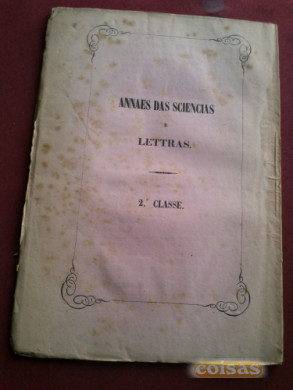 ANNAES DAS SCIENCIAS
E
LETTRAS.
2.ª CLASSE.
coisas